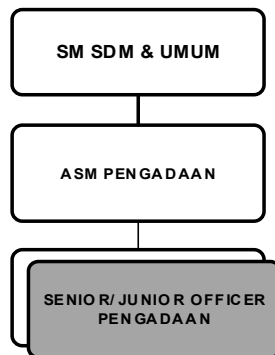 SM SDM & UMUM
ASM PENGADAAN
SENIOR/JUNIOR OFFICER
PENGADAAN